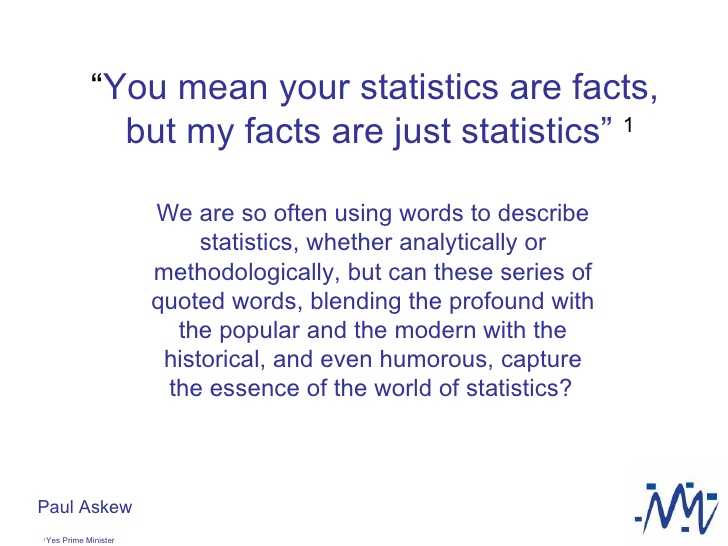 “You mean your statistics are facts,
but my facts are just statistics” 1
We are so often using words to describe
statistics, whether analytically or
methodologically, but can these series of
quoted words, blending the profound with
the popular and the modern with the
historical, and even humorous, capture
the essence of the world of statistics?
Paul Askew
1Yes Prime Minister